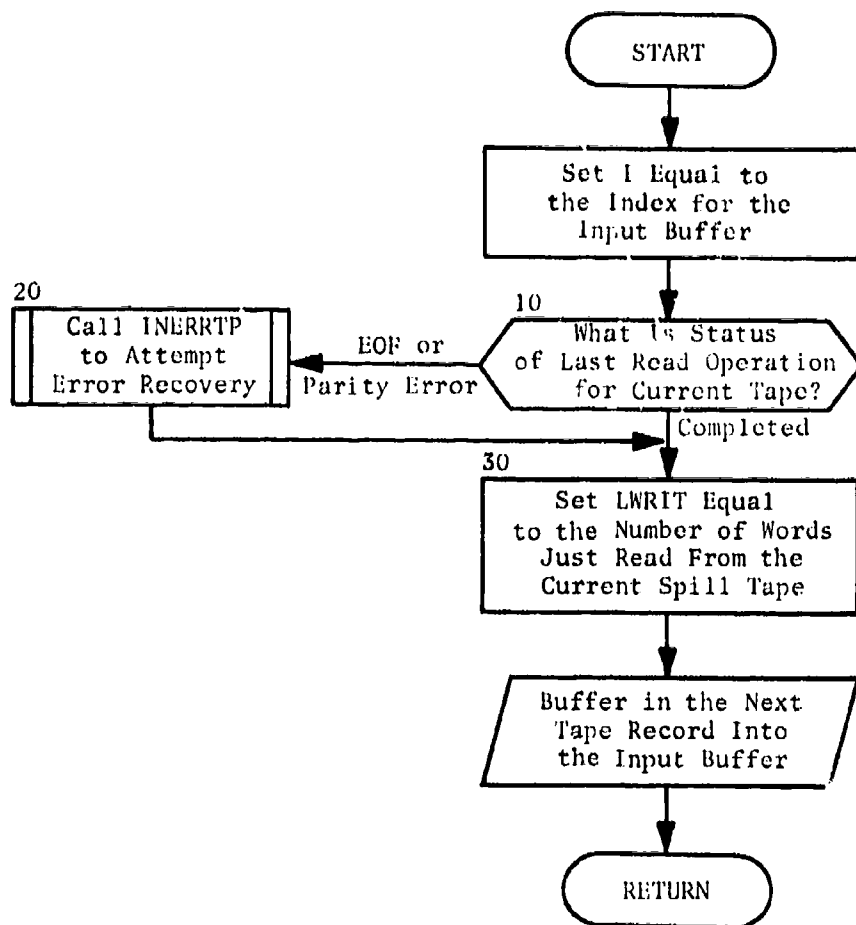 START
Set I Equal to
the Index for the
Input Buffer
20
Call INERRTP
to Attempt
Error Recovery
EOF or
Parity Error
10
What is Status
of Last Read Operation
for Current Tape?
Completed
30
Set LWRIT Equal
to the Number of Words
Just Read From the
Current Spill Tape
Buffer in the Next
Tape Record Into
the Input Buffer
RETURN